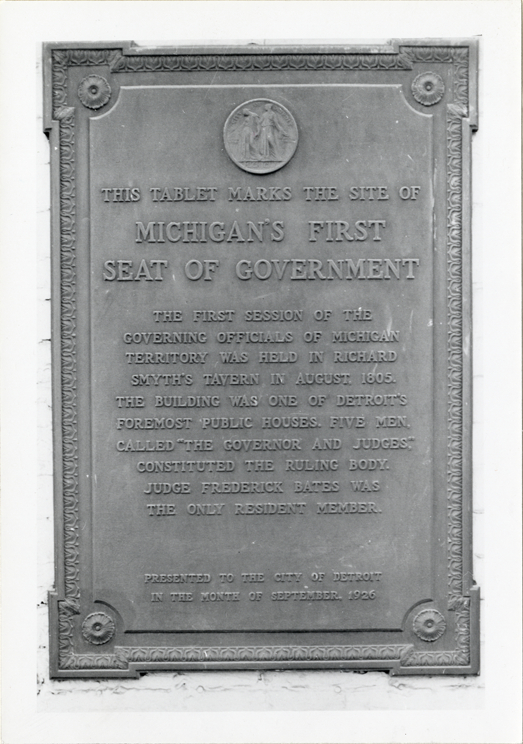 THIS TABLET MARKS THE SITE OF
MICHIGAN'S FIRST
SEAT OF GOVERNMENT
THE FIRST SESSION OF THE
GOVERNING OFFICIALS OF MICHIGAN
TERRITORY WAS HELD IN RICHARD
SMYTH'S TAVERN IN AUGUST, 1805.
THE BUILDING WAS ONE OF DETROIT'S
FOREMOST PUBLIC HOUSES. FIVE MEN,
CALLED "THE GOVERNOR AND JUDGES,"
CONSTITUTED THE RULING BODY.
JUDGE FREDERICK BATES WAS
THE ONLY RESIDENT MEMBER.
PRESENTED TO THE CITY OF DETROIT
IN THE MONTH OF SEPTEMBER, 1926